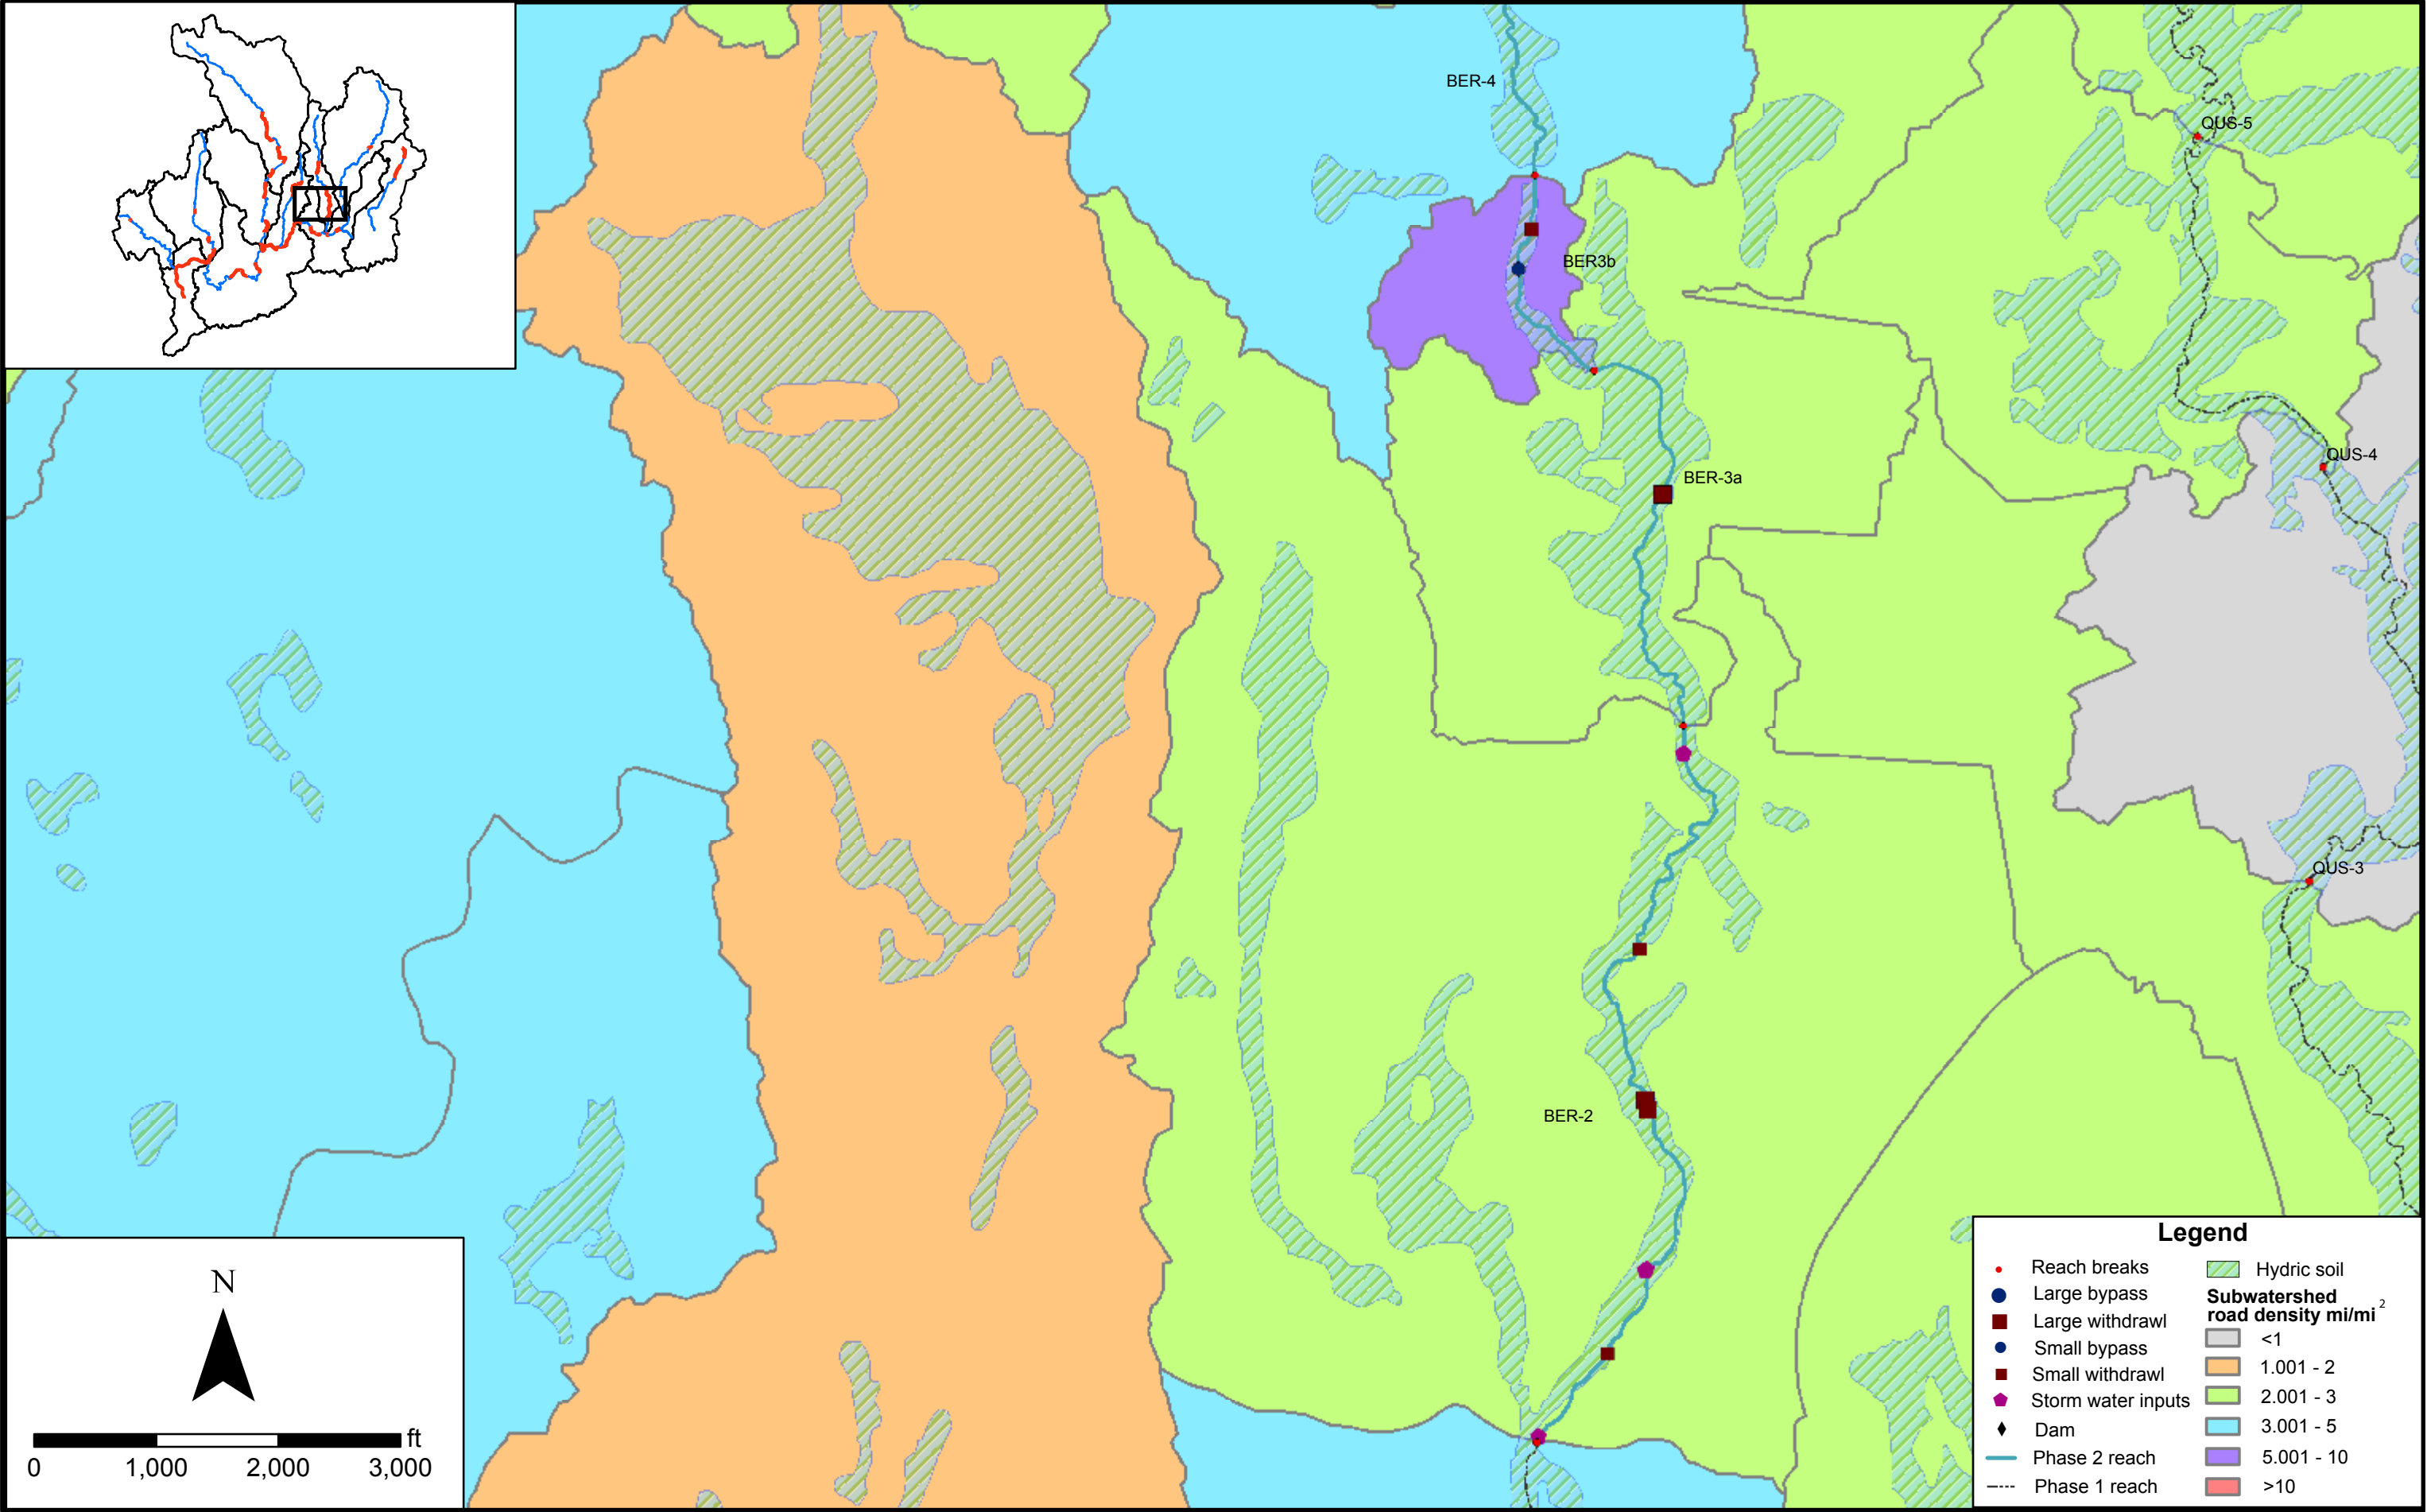 BER-4
QUS-5
BER3b
QUS-4
BER-3a
QUS-3
BER-2
N
ft
0 1,000 2,000 3,000
Legend
Reach breaks
Large bypass
Large withdrawl
Small bypass
Small withdrawl
Storm water inputs
Dam
Phase 2 reach
Phase 1 reach
Hydric soil
Subwatershed
road density mi/mi 2
<1
1.001 - 2
2.001 - 3
3.001 - 5
5.001 - 10
>10